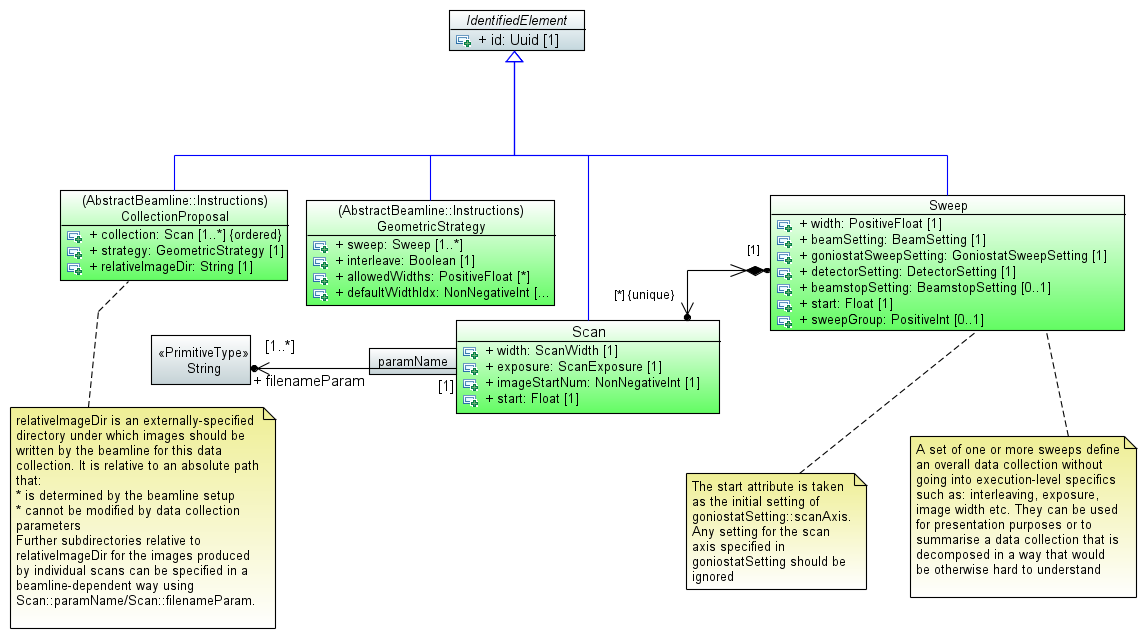 IdentifiedElement
+ id: Uuid [1]
(AbstractBeamline::Instructions)
CollectionProposal
+ collection: Scan [1..*] {ordered}
+ strategy: GeometricStrategy [1]
+ relativeImageDir: String [1]
(AbstractBeamline::Instructions)
GeometricStrategy
+ sweep: Sweep [1..*]
+ interleave: Boolean [1]
+ allowedWidths: PositiveFloat [*]
+ defaultWidthIdx: NonNegativeInt [...
Sweep
+ width: PositiveFloat [1]
+ beamSetting: BeamSetting [1]
+ goniostatSweepSetting: GoniostatSweepSetting [1]
+ detectorSetting: DetectorSetting [1]
+ beamstopSetting: BeamstopSetting [0..1]
+ start: Float [1]
+ sweepGroup: PositiveInt [0..1]
[1]
[*] {unique}
Scan
+ width: ScanWidth [1]
+ exposure: ScanExposure [1]
+ imageStartNum: NonNegativeInt [1]
+ start: Float [1]
paramName
[1]
[1..*]
+ filenameParam
«PrimitiveType»
String
relativeImageDir is an externally-specified
directory under which images should be
written by the beamline for this data
collection. It is relative to an absolute path
that:
* is determined by the beamline setup
* cannot be modified by data collection
parameters
Further subdirectories relative to
relativeImageDir for the images produced
by individual scans can be specified in a
beamline-dependent way using
Scan::paramName/Scan::filenameParam.
The start attribute is taken
as the initial setting of
goniostatSetting::scanAxis.
Any setting for the scan
axis specified in
goniostatSetting should be
ignored
A set of one or more sweeps define
an overall data collection without
going into execution-level specifics
such as: interleaving, exposure,
image width etc. They can be used
for presentation purposes or to
summarise a data collection that is
decomposed in a way that would
be otherwise hard to understand